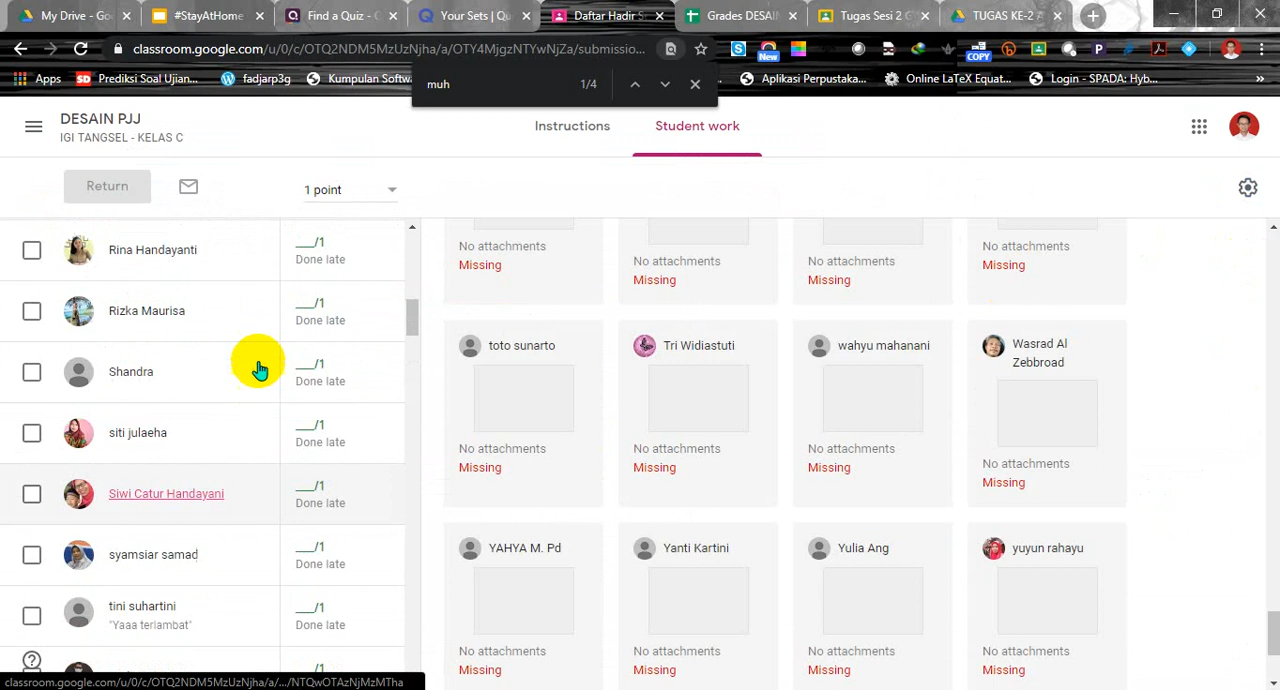 My Drive - Go
#StayAtHome
Find a Quiz - C
Your Sets | Qu
Daftar Hadir S
Grades DESAIN
Tugas Sesi 2 G
TUGAS KE-2 A
classroom.google.com/u/0/c/OTQ2NDM5MzUzNjha/a/OTY4MjgzNTYwNjZa/submissio...
New
COPY
Apps
Prediksi Soal Ujian...
fadjarp3g
Kumpulan Softw
Aplikasi Perpustaka...
Online LaTeX Equat...
Login - SPADA: Hyb...
»
muh
1/4
DESAIN PJJ
IGI TANGSEL - KELAS C
Instructions
Student work
Return
1 point
Rina Handayanti
___/1
Done late
Rizka Maurisa
___/1
Done late
Shandra
___/1
Done late
siti julaeha
___/1
Done late
Siwi Catur Handayani
___/1
Done late
syamsiar samad
___/1
Done late
tini suhartini
"Yaaa terlambat"
___/1
Done late
___/1
No attachments
Missing
No attachments
Missing
No attachments
Missing
No attachments
Missing
toto sunarto
No attachments
Missing
Tri Widiastuti
No attachments
Missing
wahyu mahanani
No attachments
Missing
Wasrad Al
Zebbroad
No attachments
Missing
YAHYA M. Pd
No attachments
Missing
Yanti Kartini
No attachments
Missing
Yulia Ang
No attachments
Missing
yuyun rahayu
No attachments
Missing
classroom.google.com/u/0/c/OTQ2NDM5MzUzNjha/a/.../NTQwOTAzNjMzMTha